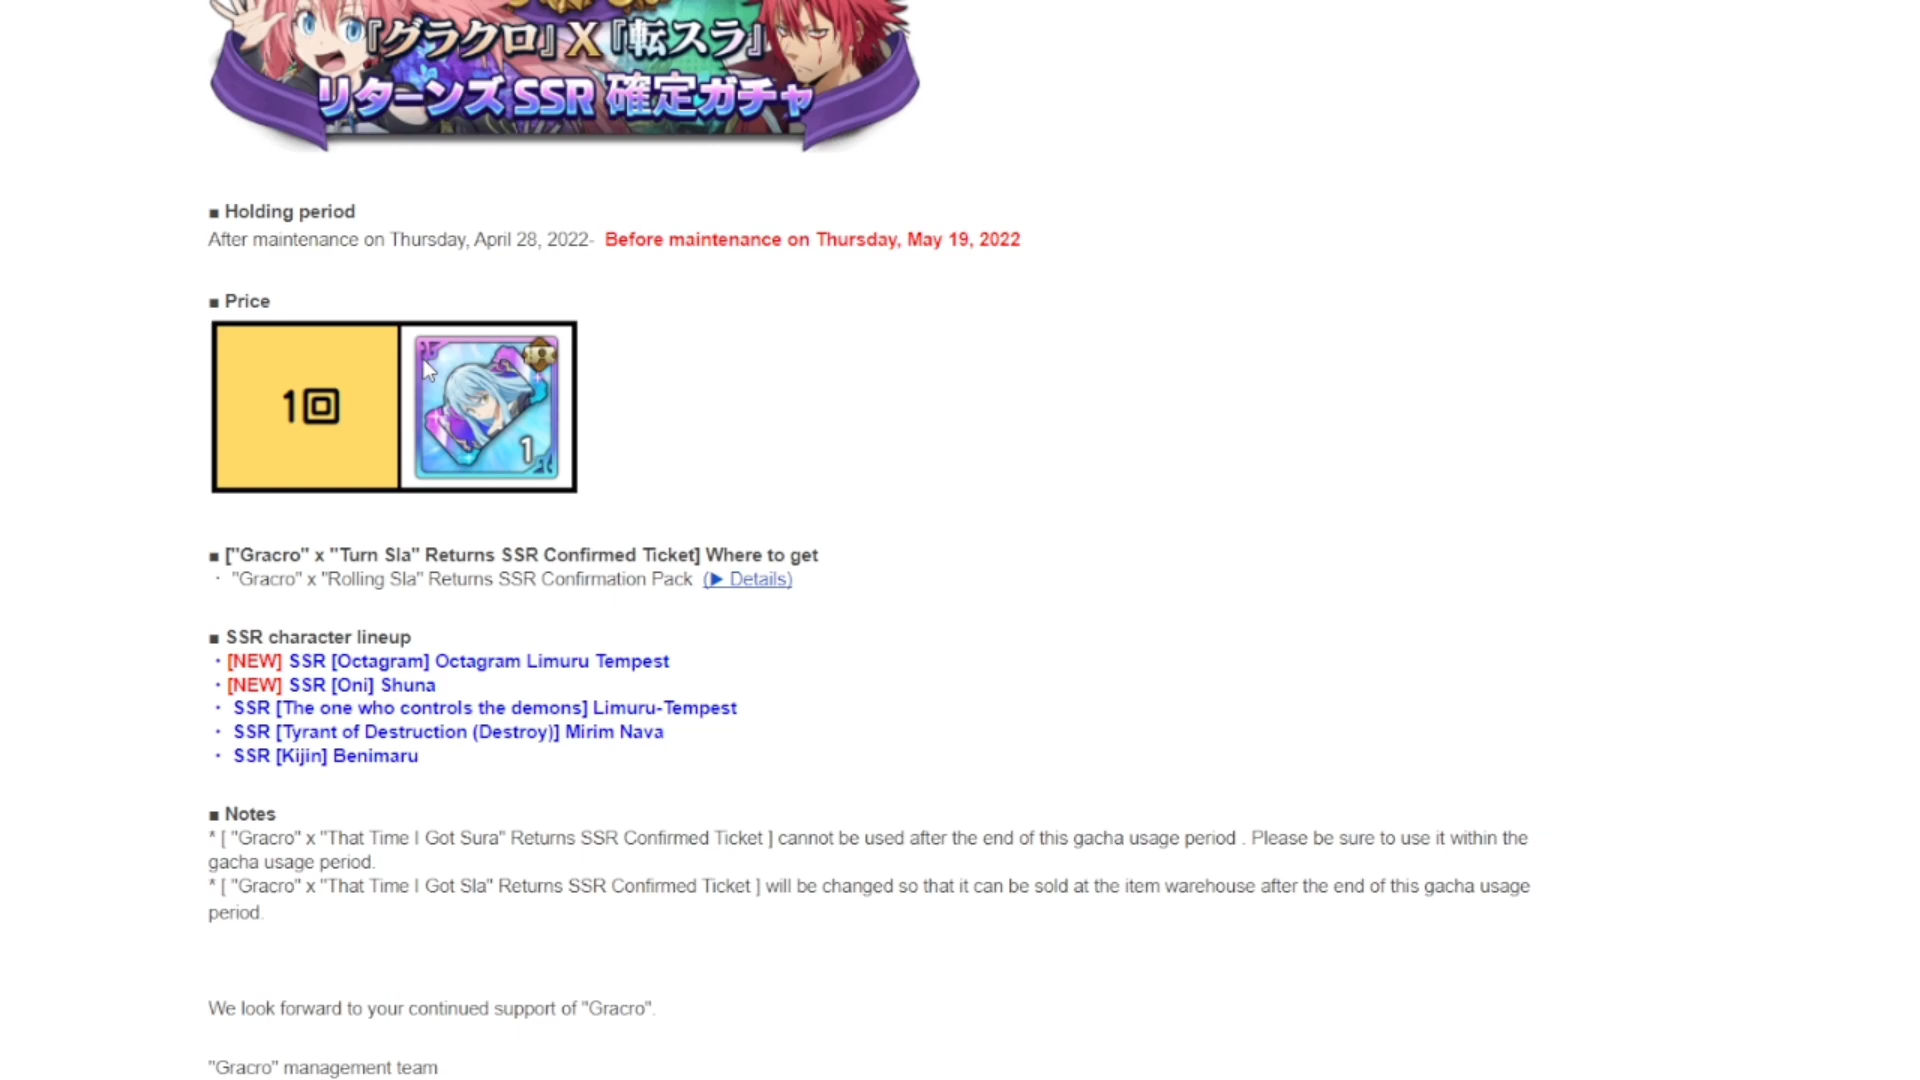 『グラクロ』X『転スラ』
リターンズ SSR 確定ガチャ
■ Holding period
After maintenance on Thursday, April 28, 2022- Before maintenance on Thursday, May 19, 2022
■ Price
1回
1
■ ["Gracro" x "Turn Sla" Returns SSR Confirmed Ticket] Where to get
・ "Gracro" x "Rolling Sla" Returns SSR Confirmation Pack (▶ Details)
■ SSR character lineup
・[NEW] SSR [Octagram] Octagram Limuru Tempest
・[NEW] SSR [Oni] Shuna
・ SSR [The one who controls the demons] Limuru-Tempest
・ SSR [Tyrant of Destruction (Destroy)] Mirim Nava
・ SSR [Kijin] Benimaru
■ Notes
* [ "Gracro" x "That Time I Got Sura" Returns SSR Confirmed Ticket ] cannot be used after the end of this gacha usage period . Please be sure to use it within the
gacha usage period.
* [ "Gracro" x "That Time I Got Sla" Returns SSR Confirmed Ticket ] will be changed so that it can be sold at the item warehouse after the end of this gacha usage
period.
We look forward to your continued support of "Gracro".
"Gracro" management team